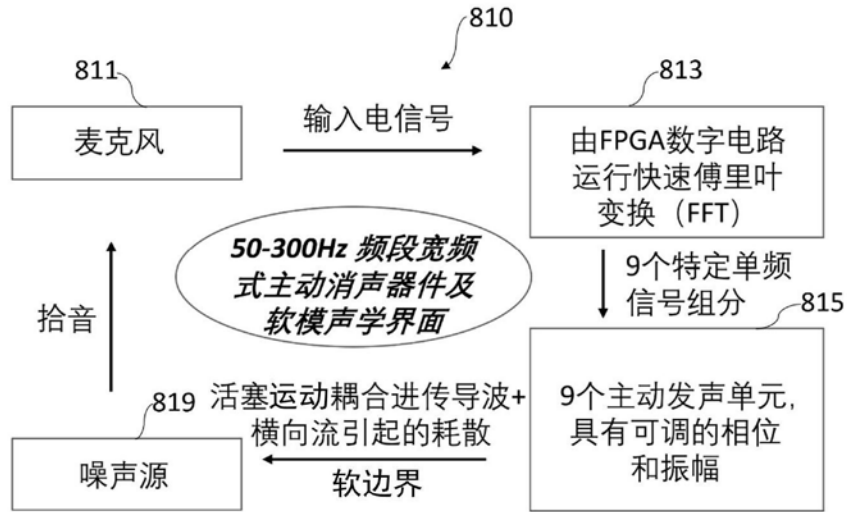 810
811
麦克风
输入电信号
813
由FPGA数字电路
运行快速傅里叶
变换（FFT）
50-300Hz 频段宽频
式主动消声器件及
软模声学界面
9个特定单频
信号组分
815
9个主动发声单元，
具有可调的相位
和振幅
活塞运动耦合进传导波+
横向流引起的耗散
软边界
819
噪声源
拾音